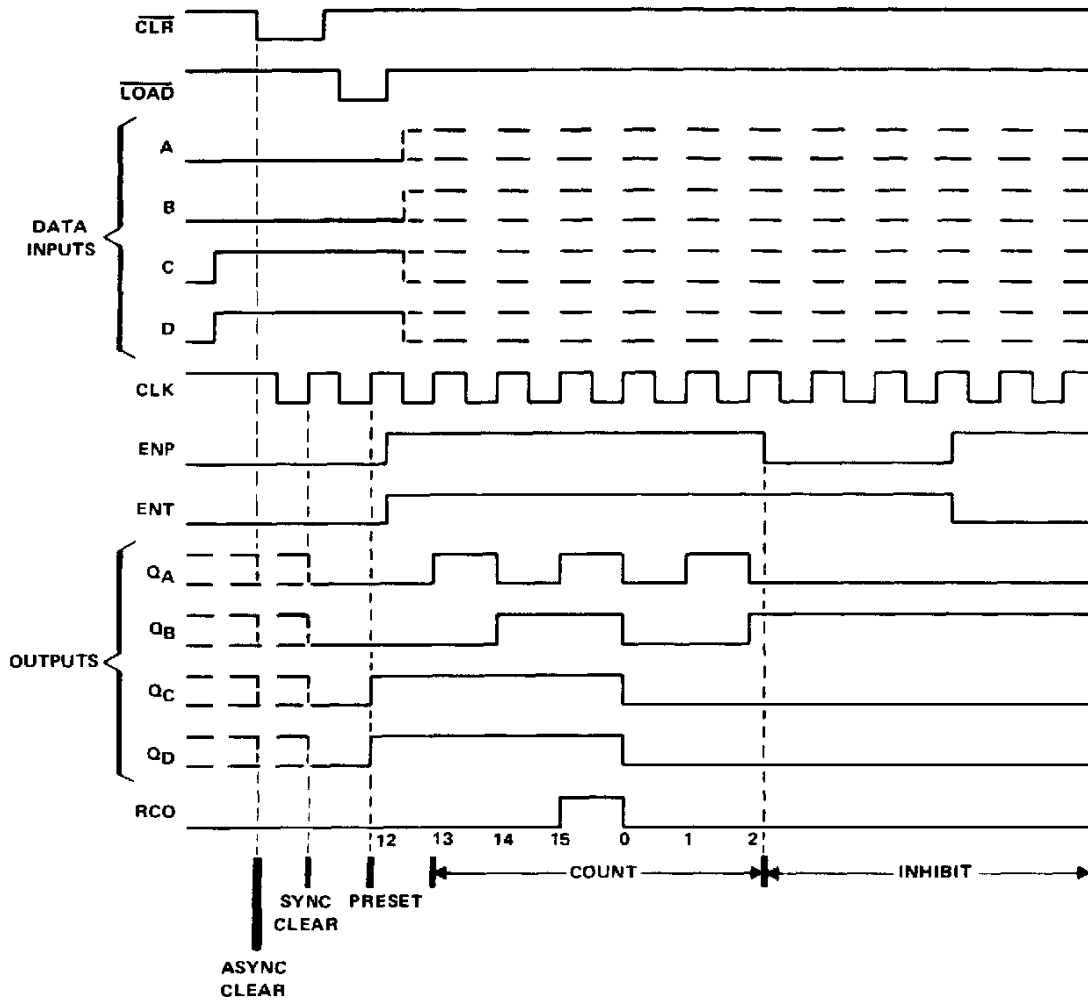 CLR
LOAD
A
B
DATA
INPUTS
C
D
CLK
ENP
ENT
QA
QB
OUTPUTS
QC
QD
RCO
12 13 14 15 0 1 2
COUNT INHIBIT
SYNC PRESET
CLEAR
ASYNC
CLEAR